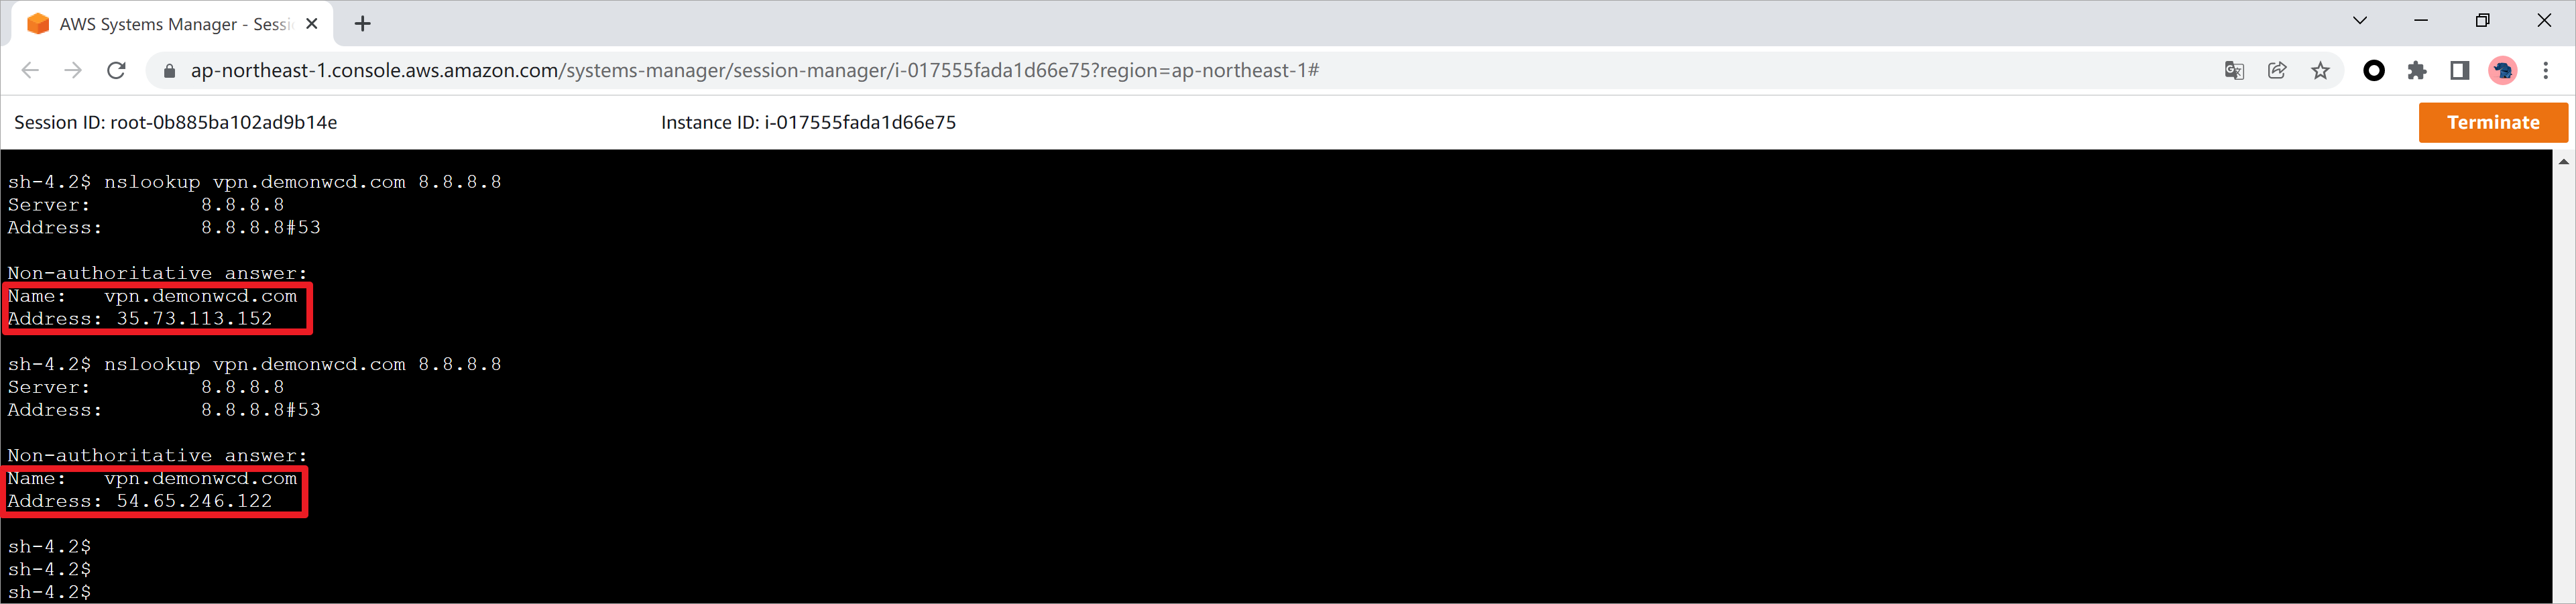 AWS Systems Manager - Sessi
ap-northeast-1.console.aws.amazon.com/systems-manager/session-manager/i-017555fada1d66e75?region=ap-northeast-1#
Session ID: root-0b885ba102ad9b14e
Instance ID: i-017555fada1d66e75
Terminate
sh-4.2$ nslookup vpn.demonwcd.com 8.8.8.8
Server: 8.8.8.8
Address: 8.8.8.8#53
Non-authoritative answer:
Name: vpn.demonwcd.com
Address: 35.73.113.152
sh-4.2$ nslookup vpn.demonwcd.com 8.8.8.8
Server: 8.8.8.8
Address: 8.8.8.8#53
Non-authoritative answer:
Name: vpn.demonwcd.com
Address: 54.65.246.122
sh-4.2$
sh-4.2$
sh-4.2$